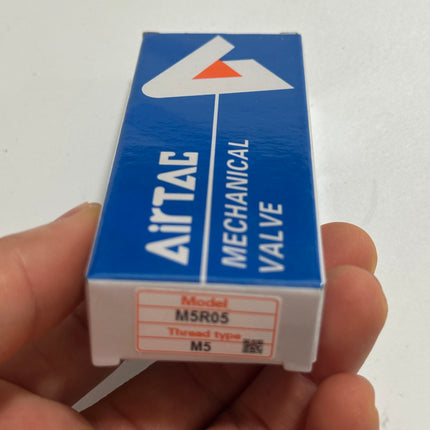 AirTAC
MECHANICAL
VALVE
Model
M5R05
Thread type
M5